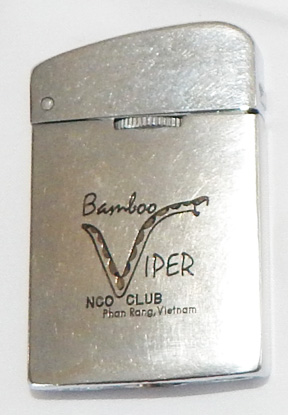 Bamboo
VIPER
NCO CLUB
Phan Rang, Vietnam